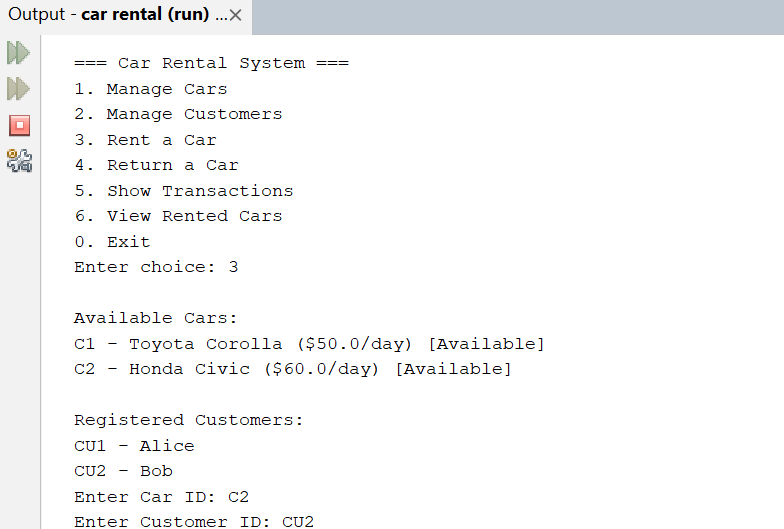 Output - car rental (run) ...×
=== Car Rental System ===
1. Manage Cars
2. Manage Customers
3. Rent a Car
4. Return a Car
5. Show Transactions
6. View Rented Cars
0. Exit
Enter choice: 3
Available Cars:
C1 - Toyota Corolla ($50.0/day) [Available]
C2 - Honda Civic ($60.0/day) [Available]
Registered Customers:
CU1 - Alice
CU2 - Bob
Enter Car ID: C2
Enter Customer ID: CU2